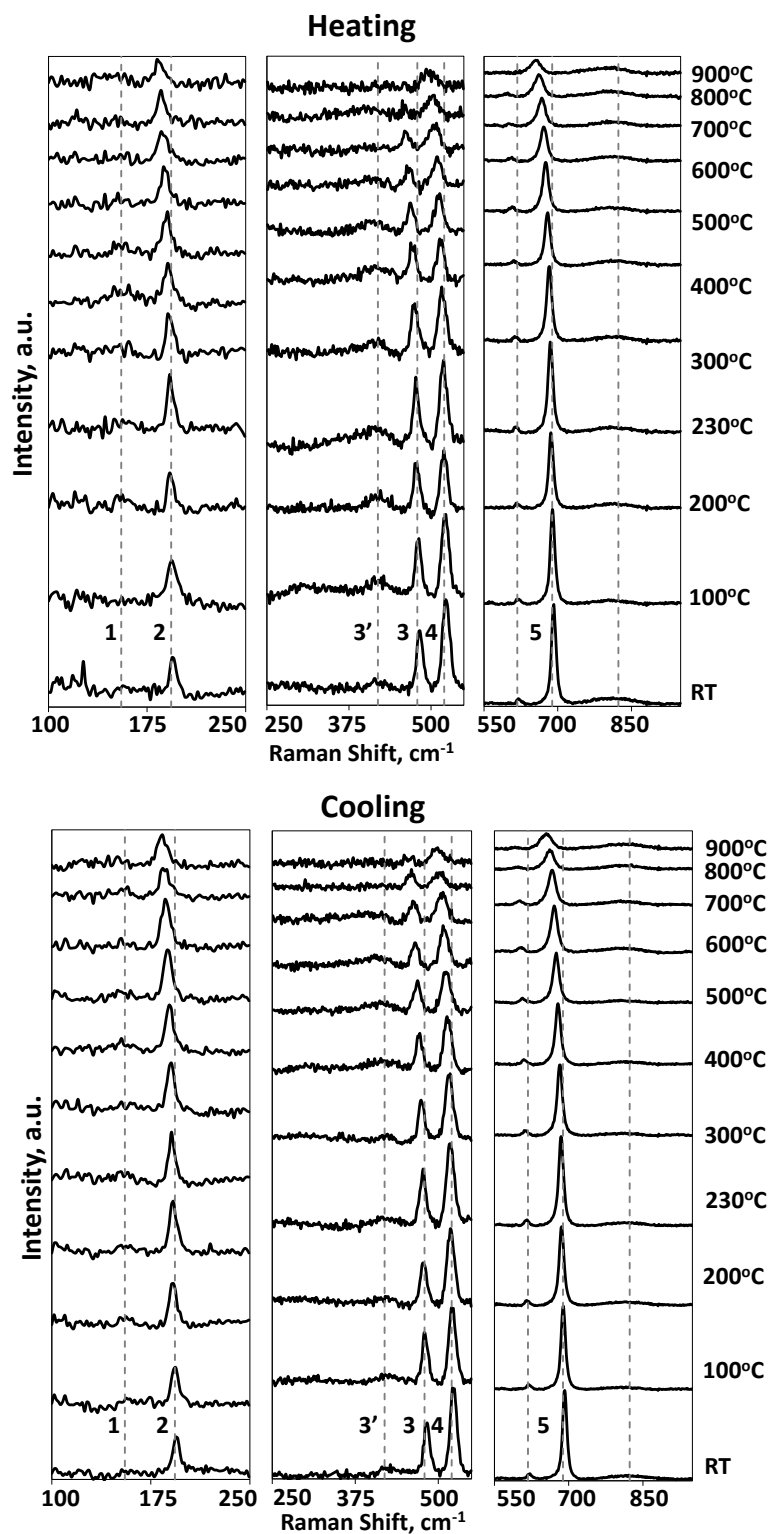 Heating
900°C
800°C
700°C
600°C
500°C
400°C
300°C
230°C
200°C
100°C
RT
Intensity, a.u.
1 2 3’ 3 4 5
100 175 250 250 375 500 550 700 850
Raman Shift, cm⁻¹
Cooling
900°C
800°C
700°C
600°C
500°C
400°C
300°C
230°C
200°C
100°C
RT
Intensity, a.u.
1 2 3’ 3 4 5
100 175 250 250 375 500 550 700 850
Raman Shift, cm⁻¹